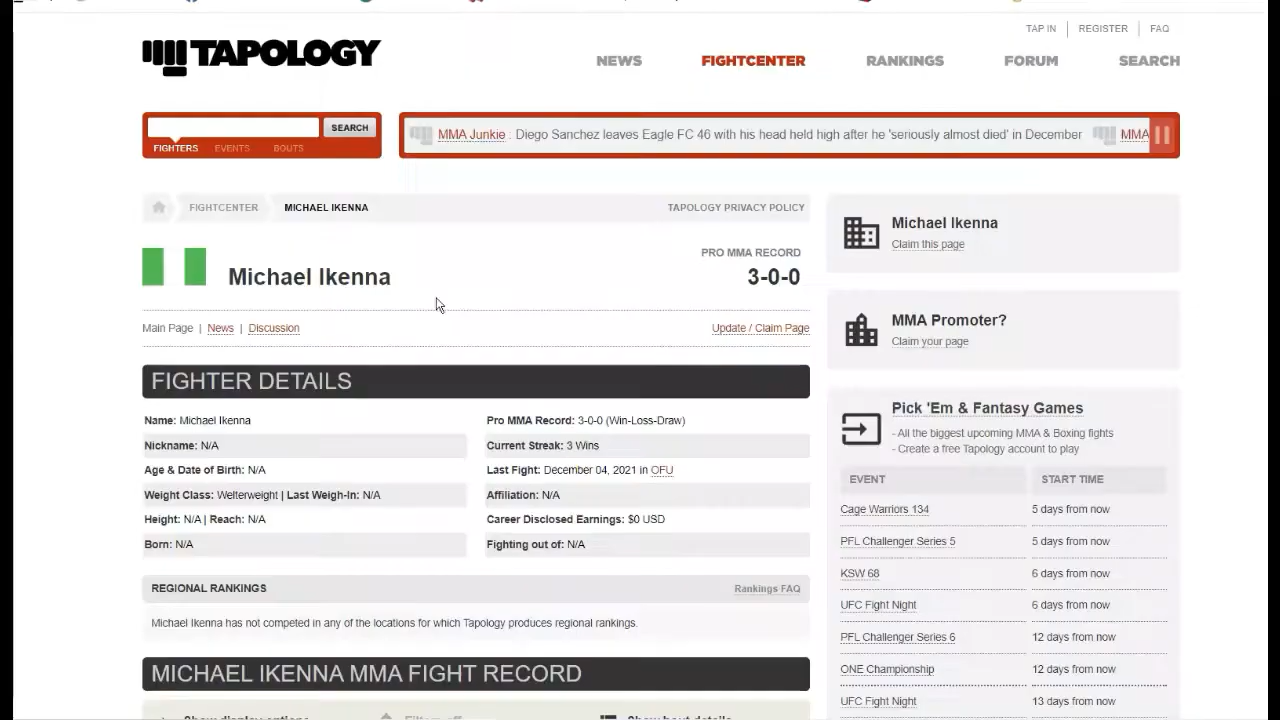 TAP IN
REGISTER
FAQ
TAPOLOGY
NEWS
FIGHTCENTER
RANKINGS
FORUM
SEARCH
SEARCH
FIGHTERS
EVENTS
BOUTS
MMA Junkie : Diego Sanchez leaves Eagle FC 46 with his head held high after he 'seriously almost died' in December
MMA
FIGHTCENTER
MICHAEL IKENNA
TAPOLOGY PRIVACY POLICY
Michael Ikenna
PRO MMA RECORD
3-0-0
Main Page | News | Discussion
Update / Claim Page
FIGHTER DETAILS
Name: Michael Ikenna
Pro MMA Record: 3-0-0 (Win-Loss-Draw)
Nickname: N/A
Current Streak: 3 Wins
Age & Date of Birth: N/A
Last Fight: December 04, 2021 in OFU
Weight Class: Welterweight | Last Weigh-In: N/A
Affiliation: N/A
Height: N/A | Reach: N/A
Career Disclosed Earnings: $0 USD
Born: N/A
Fighting out of: N/A
REGIONAL RANKINGS
Rankings FAQ
Michael Ikenna has not competed in any of the locations for which Tapology produces regional rankings.
MICHAEL IKENNA MMA FIGHT RECORD
Show display options
Show bout details
Michael Ikenna
Claim this page
MMA Promoter?
Claim your page
Pick 'Em & Fantasy Games
- All the biggest upcoming MMA & Boxing fights
- Create a free Tapology account to play
EVENT
START TIME
Cage Warriors 134
5 days from now
PFL Challenger Series 5
5 days from now
KSW 68
6 days from now
UFC Fight Night
6 days from now
PFL Challenger Series 6
12 days from now
ONE Championship
12 days from now
UFC Fight Night
13 days from now